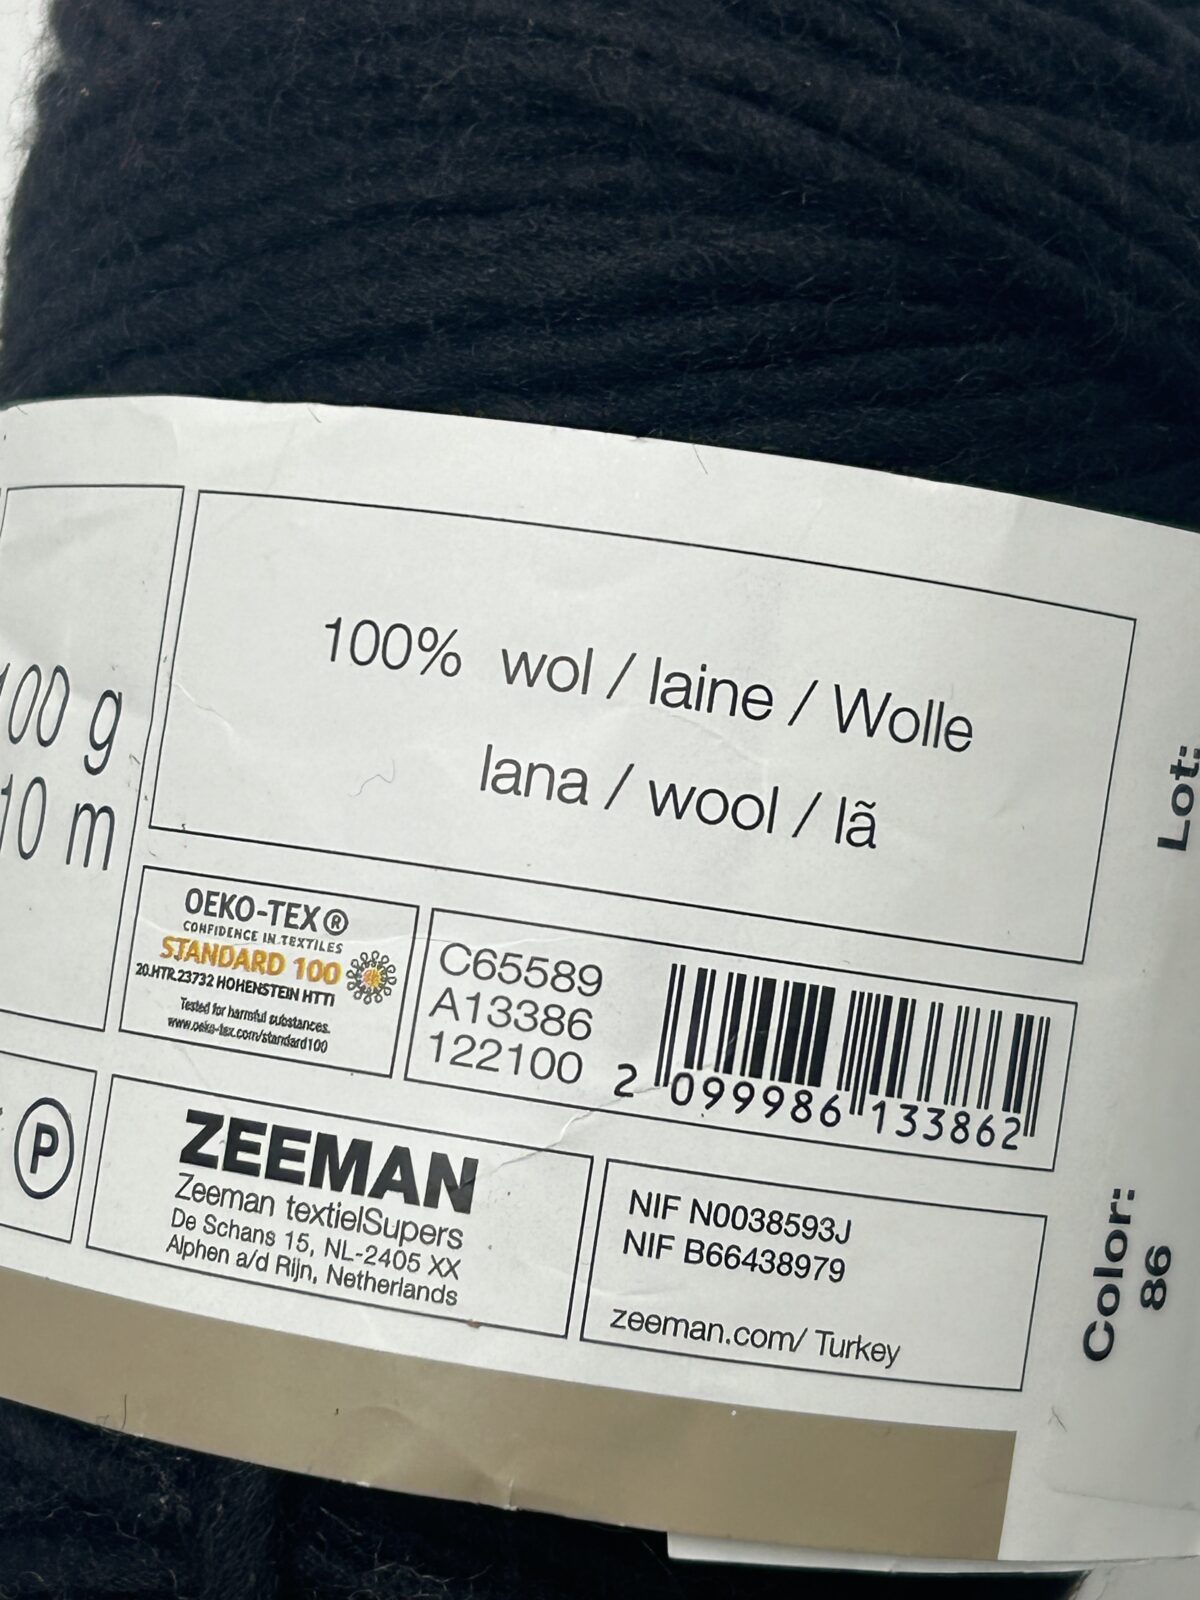 100 g
10 m
100% wol / laine / Wolle
lana / wool / lã
OEKO-TEX®
CONFIDENCE IN TEXTILES
STANDARD 100
20.HTR.23732 HOHENSTEIN HTTI
Tested for harmful substances.
www.oeko-tex.com/standard100
C65589
A13386
122100
2 099986 133862
P
ZEEMAN
Zeeman textielSupers
De Schans 15, NL-2405 XX
Alphen a/d Rijn, Netherlands
NIF N0038593J
NIF B66438979
zeeman.com/ Turkey
Lot:
Color:
86